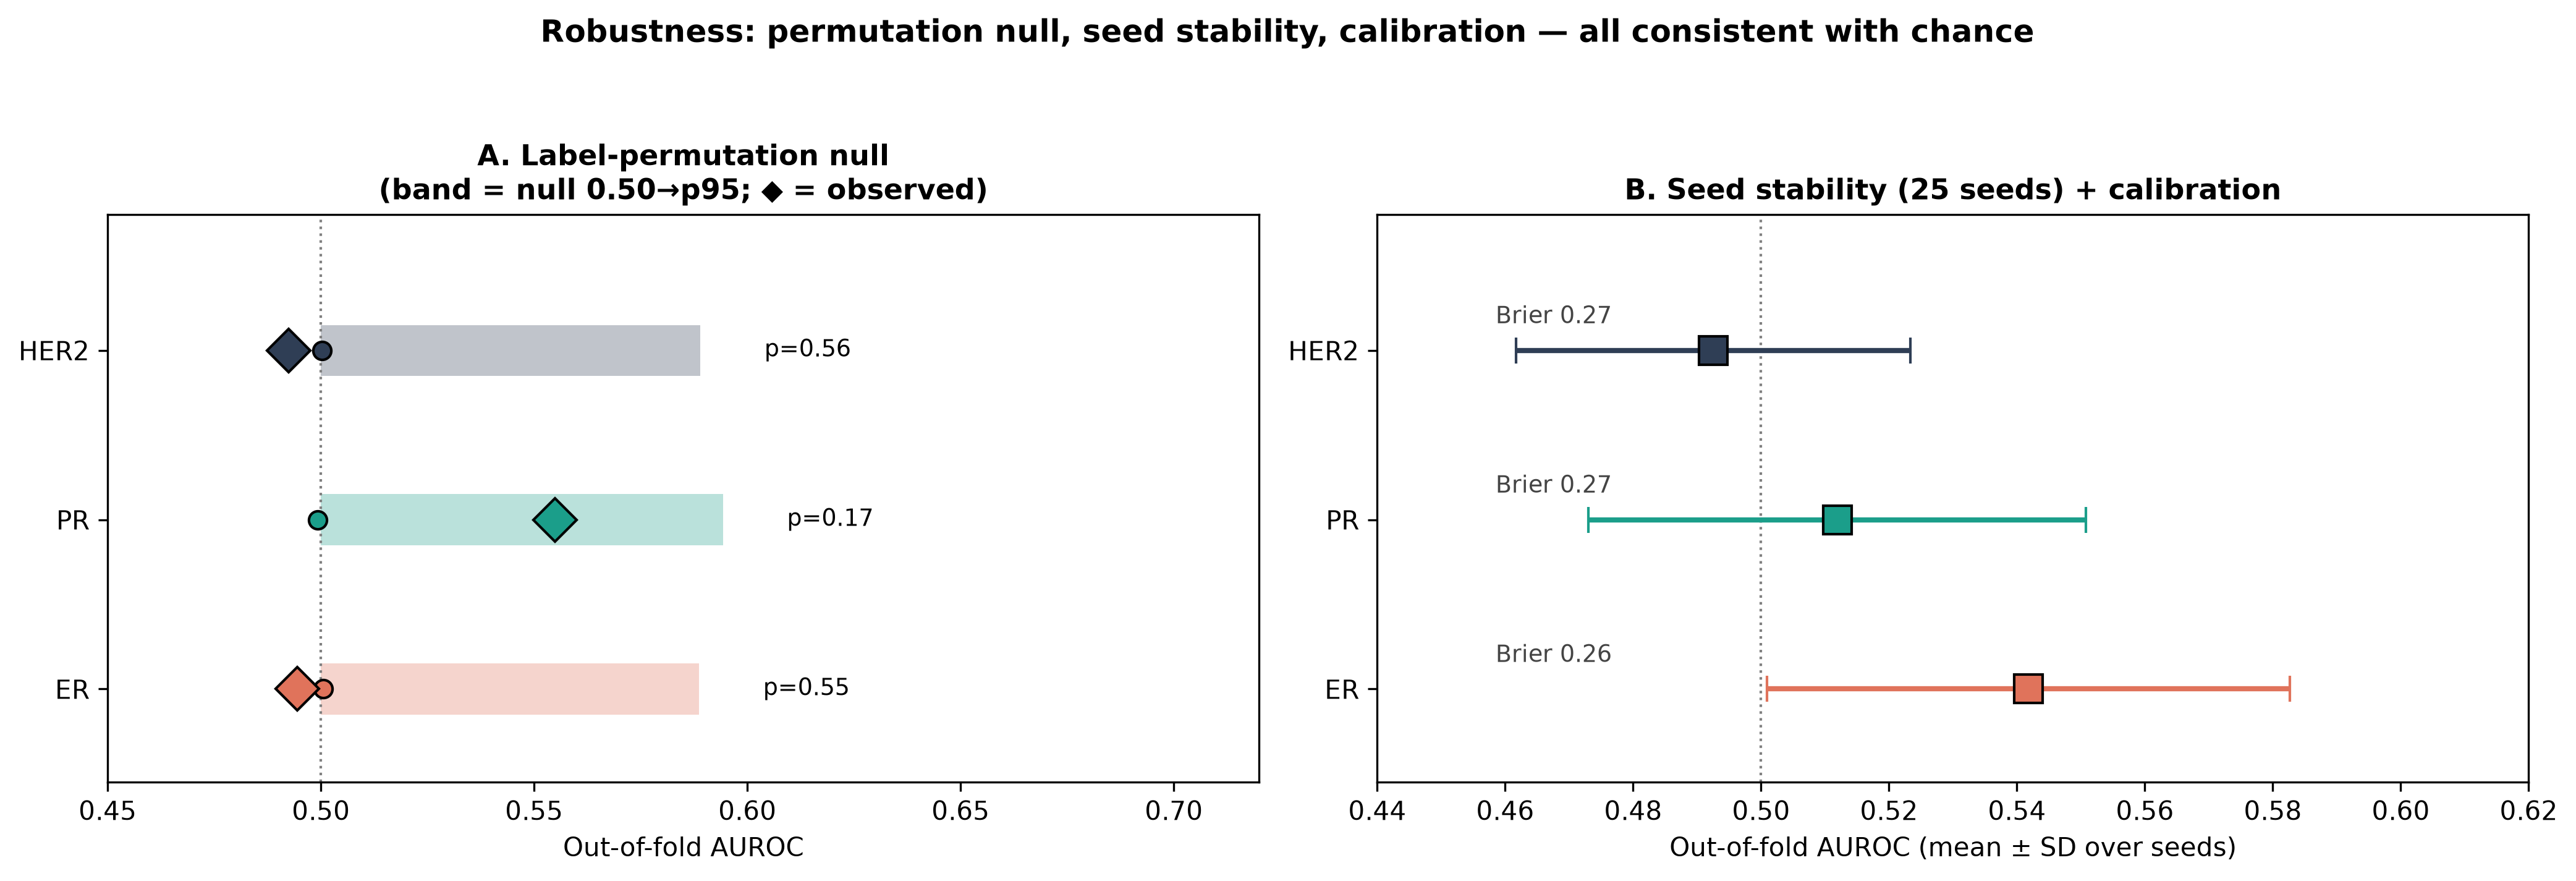 Robustness: permutation null, seed stability, calibration — all consistent with chance
A. Label-permutation null
(band = null 0.50→p95; ◆ = observed)
HER2
PR
ER
p=0.56
p=0.17
p=0.55
0.45 0.50 0.55 0.60 0.65 0.70
Out-of-fold AUROC
B. Seed stability (25 seeds) + calibration
HER2
PR
ER
Brier 0.27
Brier 0.27
Brier 0.26
0.44 0.46 0.48 0.50 0.52 0.54 0.56 0.58 0.60 0.62
Out-of-fold AUROC (mean ± SD over seeds)